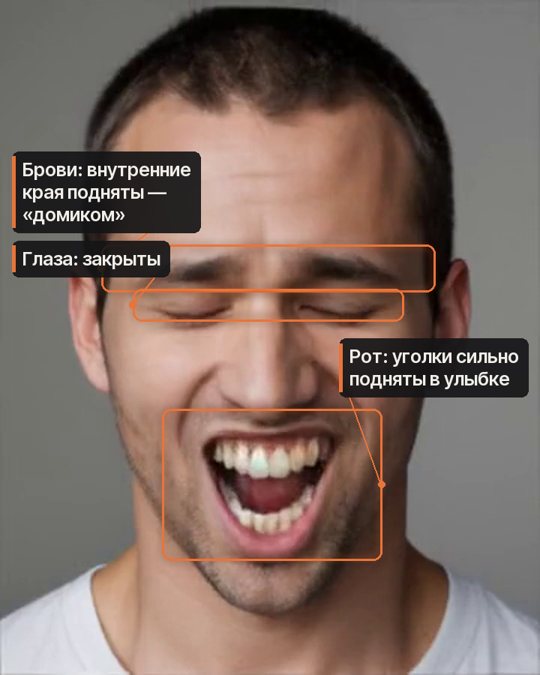 Брови: внутренние
края подняты —
«домиком»
Глаза: закрыты
Рот: уголки сильно
подняты в улыбке